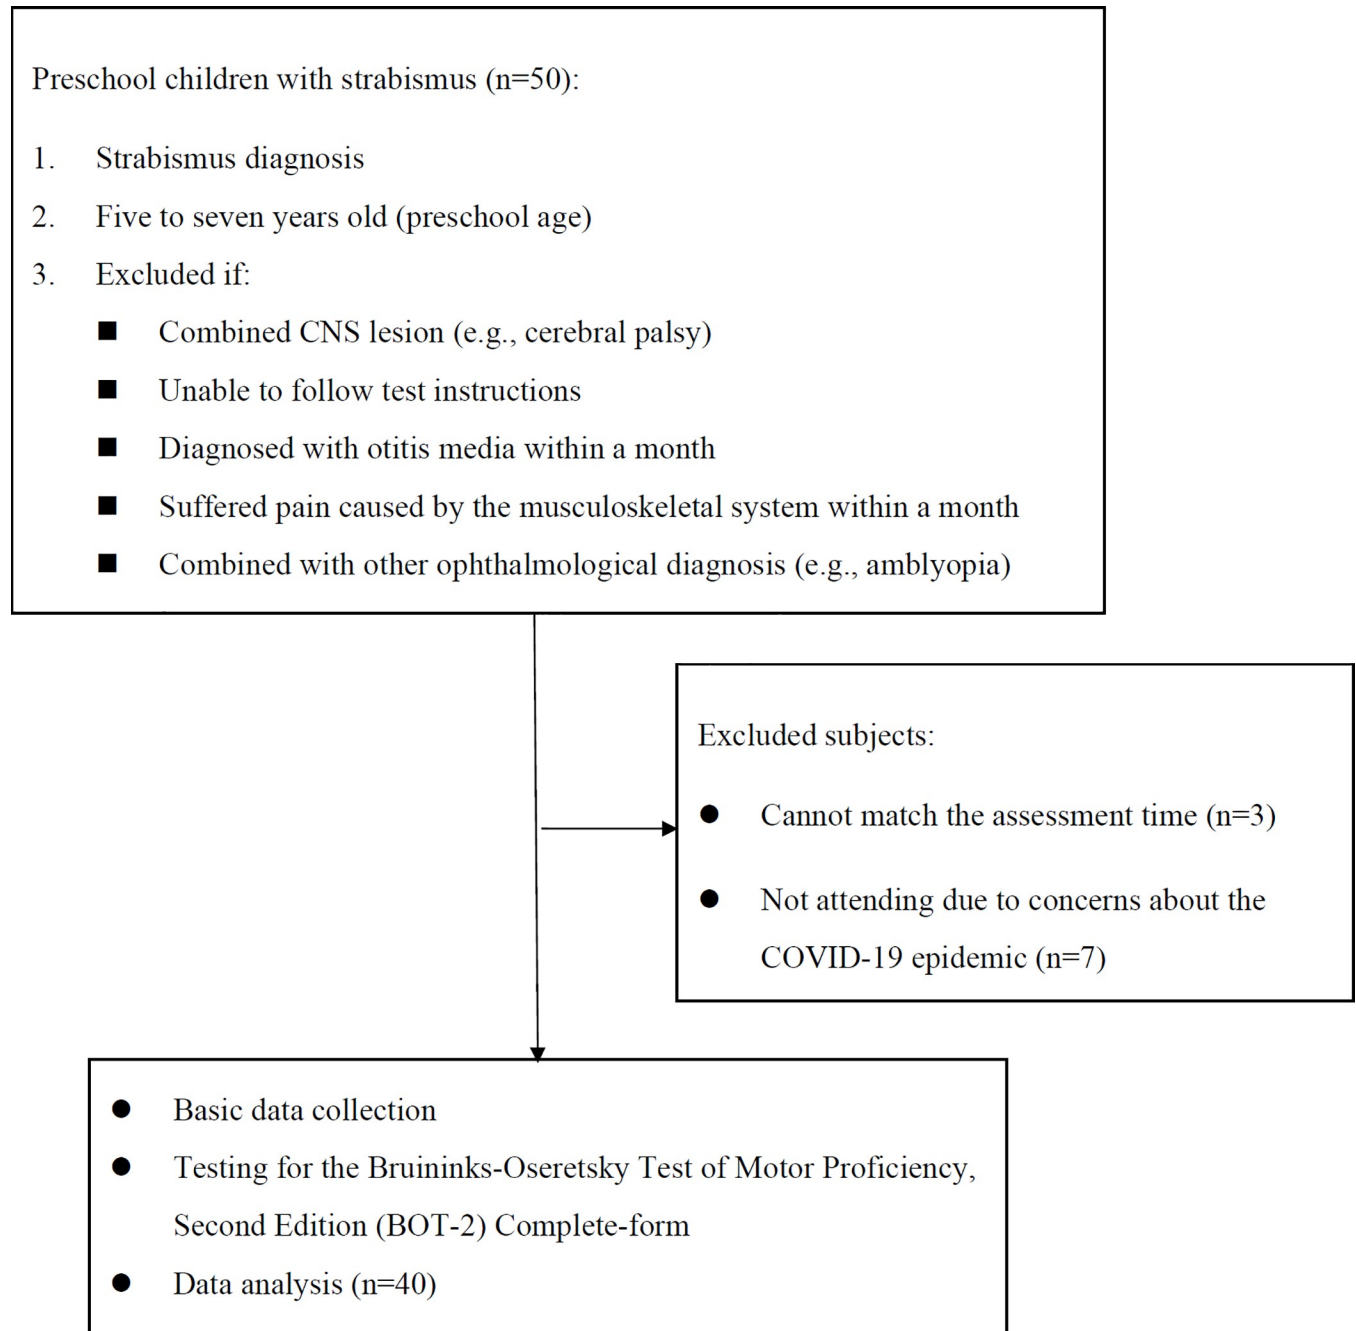 Preschool children with strabismus (n=50):
1. Strabismus diagnosis
2. Five to seven years old (preschool age)
3. Excluded if:
■ Combined CNS lesion (e.g., cerebral palsy)
■ Unable to follow test instructions
■ Diagnosed with otitis media within a month
■ Suffered pain caused by the musculoskeletal system within a month
■ Combined with other ophthalmological diagnosis (e.g., amblyopia)
Excluded subjects:
● Cannot match the assessment time (n=3)
● Not attending due to concerns about the
COVID-19 epidemic (n=7)
● Basic data collection
● Testing for the Bruininks-Oseretsky Test of Motor Proficiency,
Second Edition (BOT-2) Complete-form
● Data analysis (n=40)